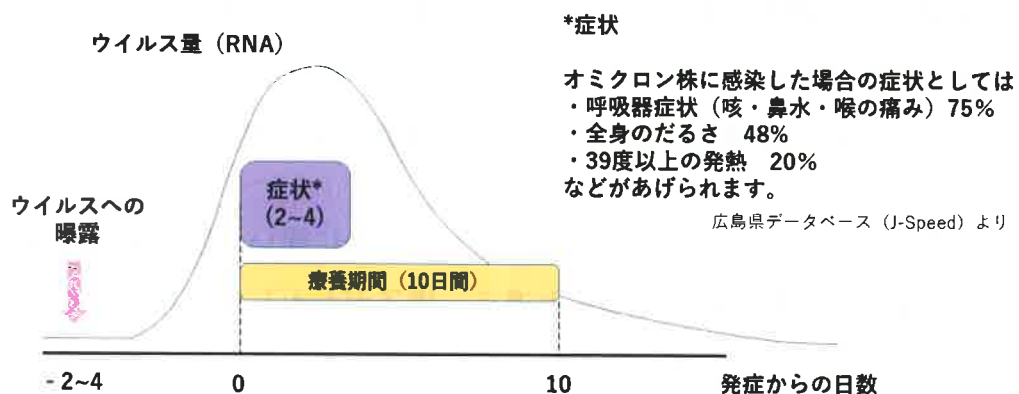 ウイルス量（RNA）
*症状
オミクロン株に感染した場合の症状としては
・呼吸器症状（咳・鼻水・喉の痛み）75%
・全身のだるさ　48%
・39度以上の発熱　20%
などがあげられます。
広島県データベース（J-Speed）より
症状*
（2~4）
ウイルスへの
曝露
療養期間（10日間）
- 2~4
0
10
発症からの日数